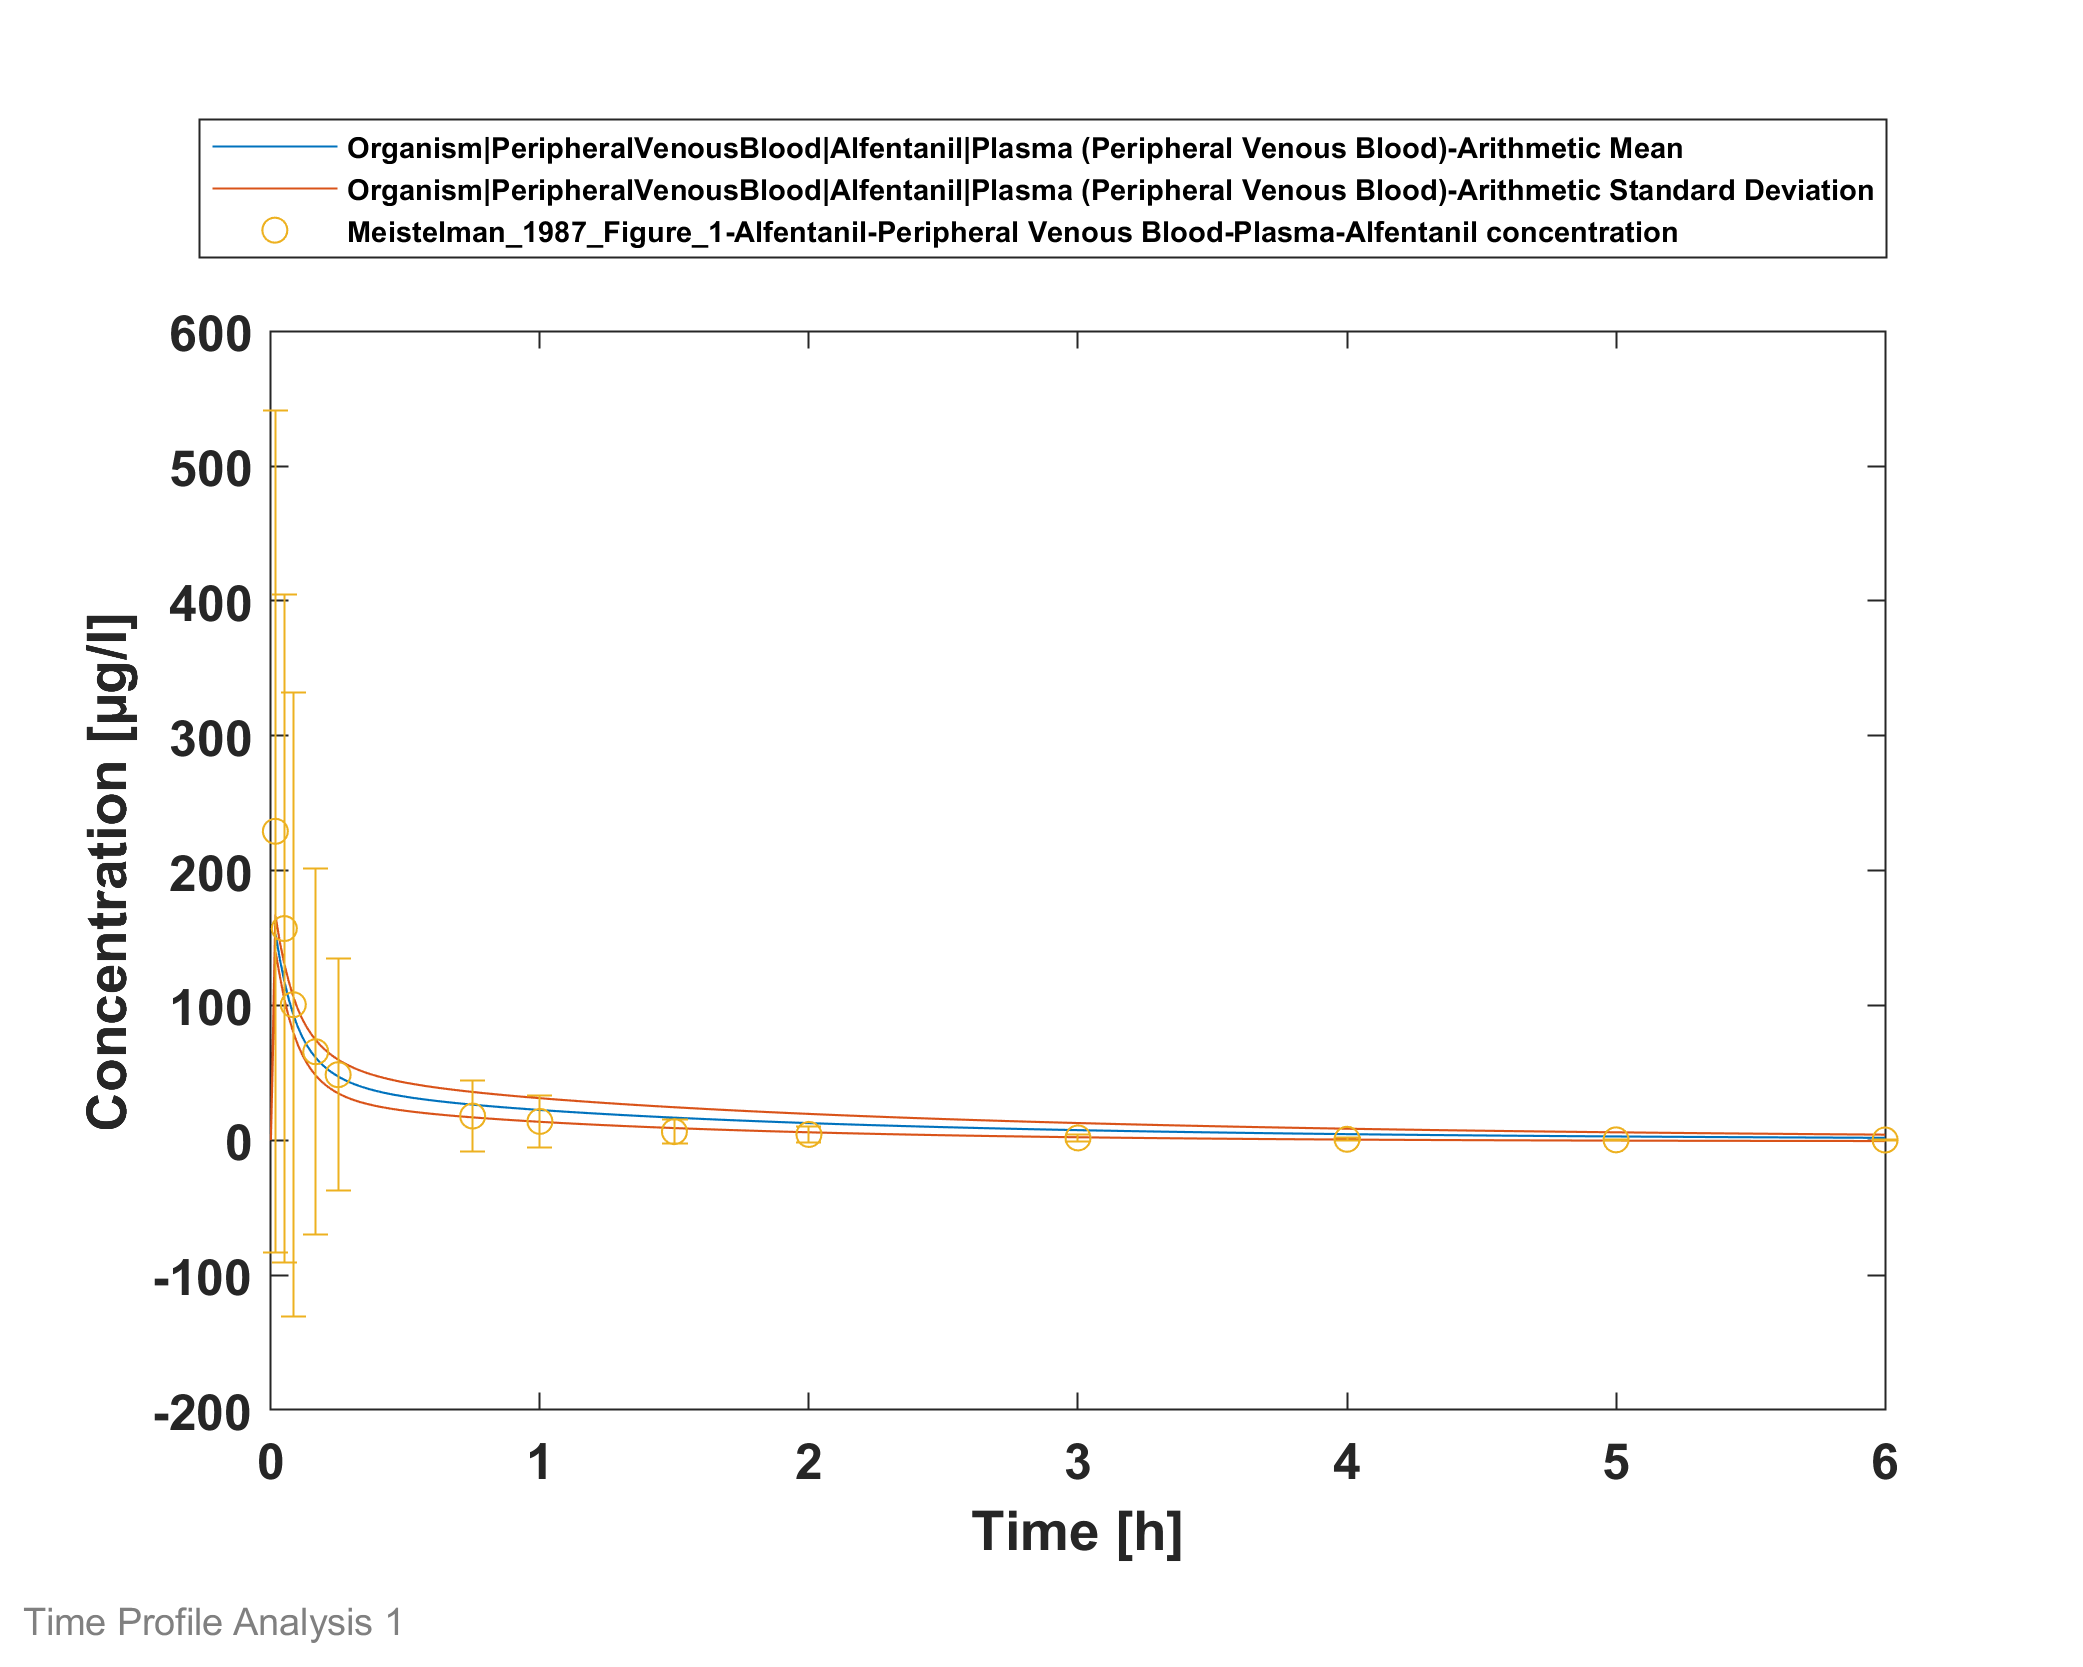 Organism|PeripheralVenousBlood|Alfentanil|Plasma (Peripheral Venous Blood)-Arithmetic Mean
Organism|PeripheralVenousBlood|Alfentanil|Plasma (Peripheral Venous Blood)-Arithmetic Standard Deviation
Meistelman_1987_Figure_1-Alfentanil-Peripheral Venous Blood-Plasma-Alfentanil concentration
600
500
400
300
200
100
0
-100
-200
Concentration [µg/l]
0 1 2 3 4 5 6
Time [h]
Time Profile Analysis 1